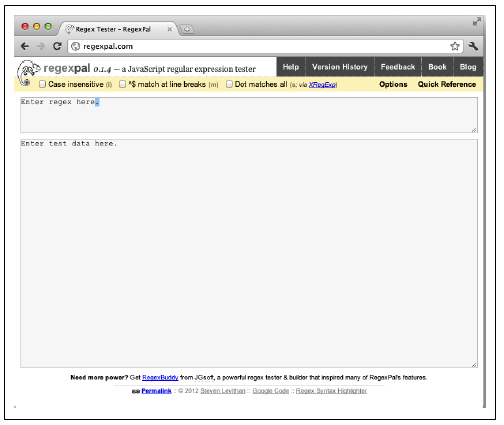 Regex Tester – RegexPal
regexpal.com
regexpal 0.1.4 — a JavaScript regular expression tester
Help Version History Feedback Book Blog
Case insensitive (i) ^$ match at line breaks (m) Dot matches all (s; via XRegExp) Options Quick Reference
Enter regex here.
Enter test data here.
Need more power? Get RegexBuddy from JGsoft, a powerful regex tester & builder that inspired many of RegexPal's features.
Permalink :: © 2012 Steven Levithan :: Google Code :: Regex Syntax Highlighter